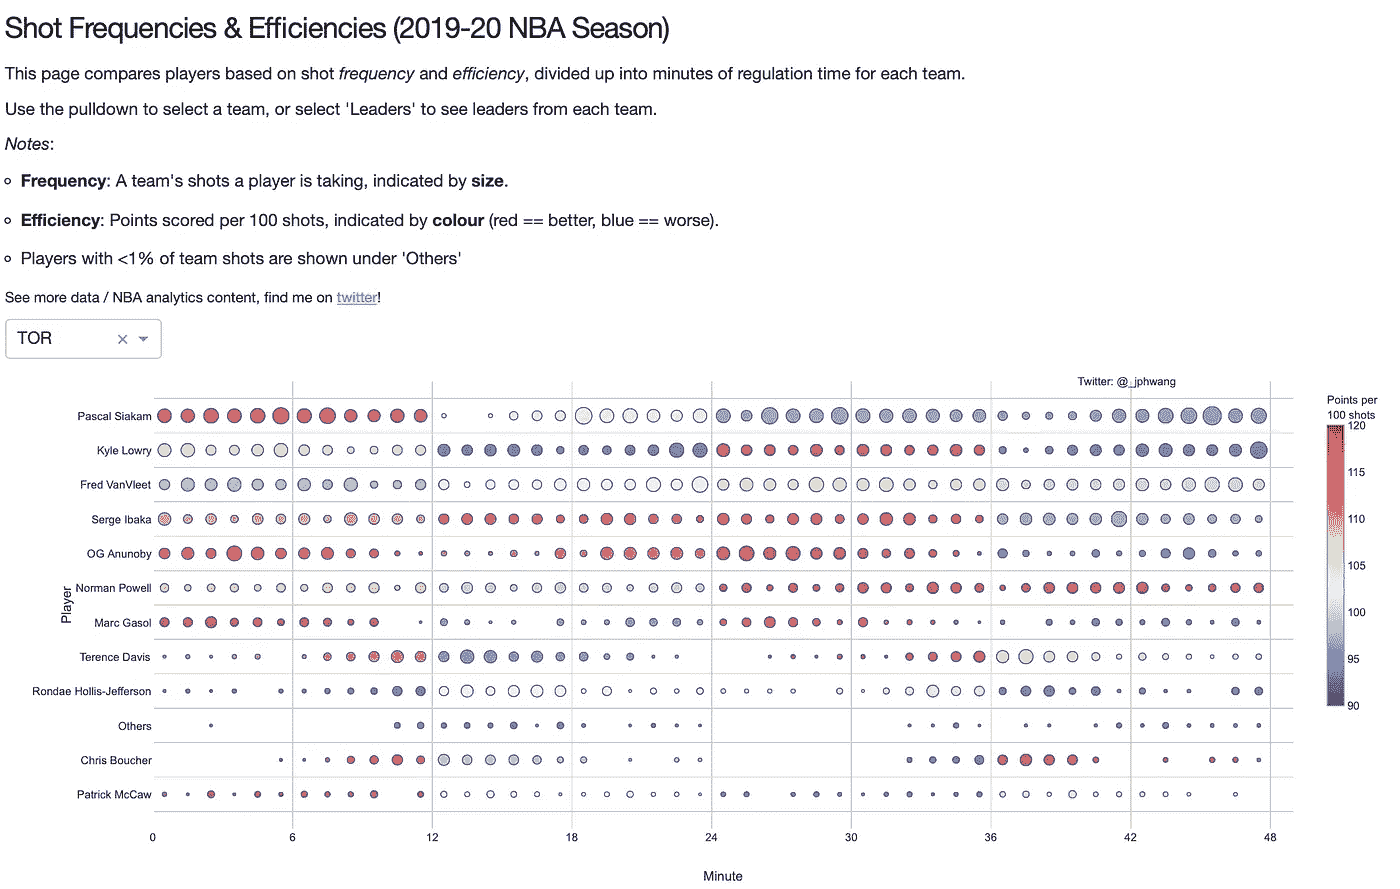 Shot Frequencies & Efficiencies (2019-20 NBA Season)
This page compares players based on shot frequency and efficiency, divided up into minutes of regulation time for each team.
Use the pulldown to select a team, or select 'Leaders' to see leaders from each team.
Notes:
Frequency: A team's shots a player is taking, indicated by size.
Efficiency: Points scored per 100 shots, indicated by colour (red == better, blue == worse).
Players with <1% of team shots are shown under 'Others'
See more data / NBA analytics content, find me on twitter!
TOR
Twitter: @_jphwang
Points per
100 shots
120
115
110
105
100
95
90
Player
Pascal Siakam
Kyle Lowry
Fred VanVleet
Serge Ibaka
OG Anunoby
Norman Powell
Marc Gasol
Terence Davis
Rondae Hollis-Jefferson
Others
Chris Boucher
Patrick McCaw
0 6 12 18 24 30 36 42 48
Minute